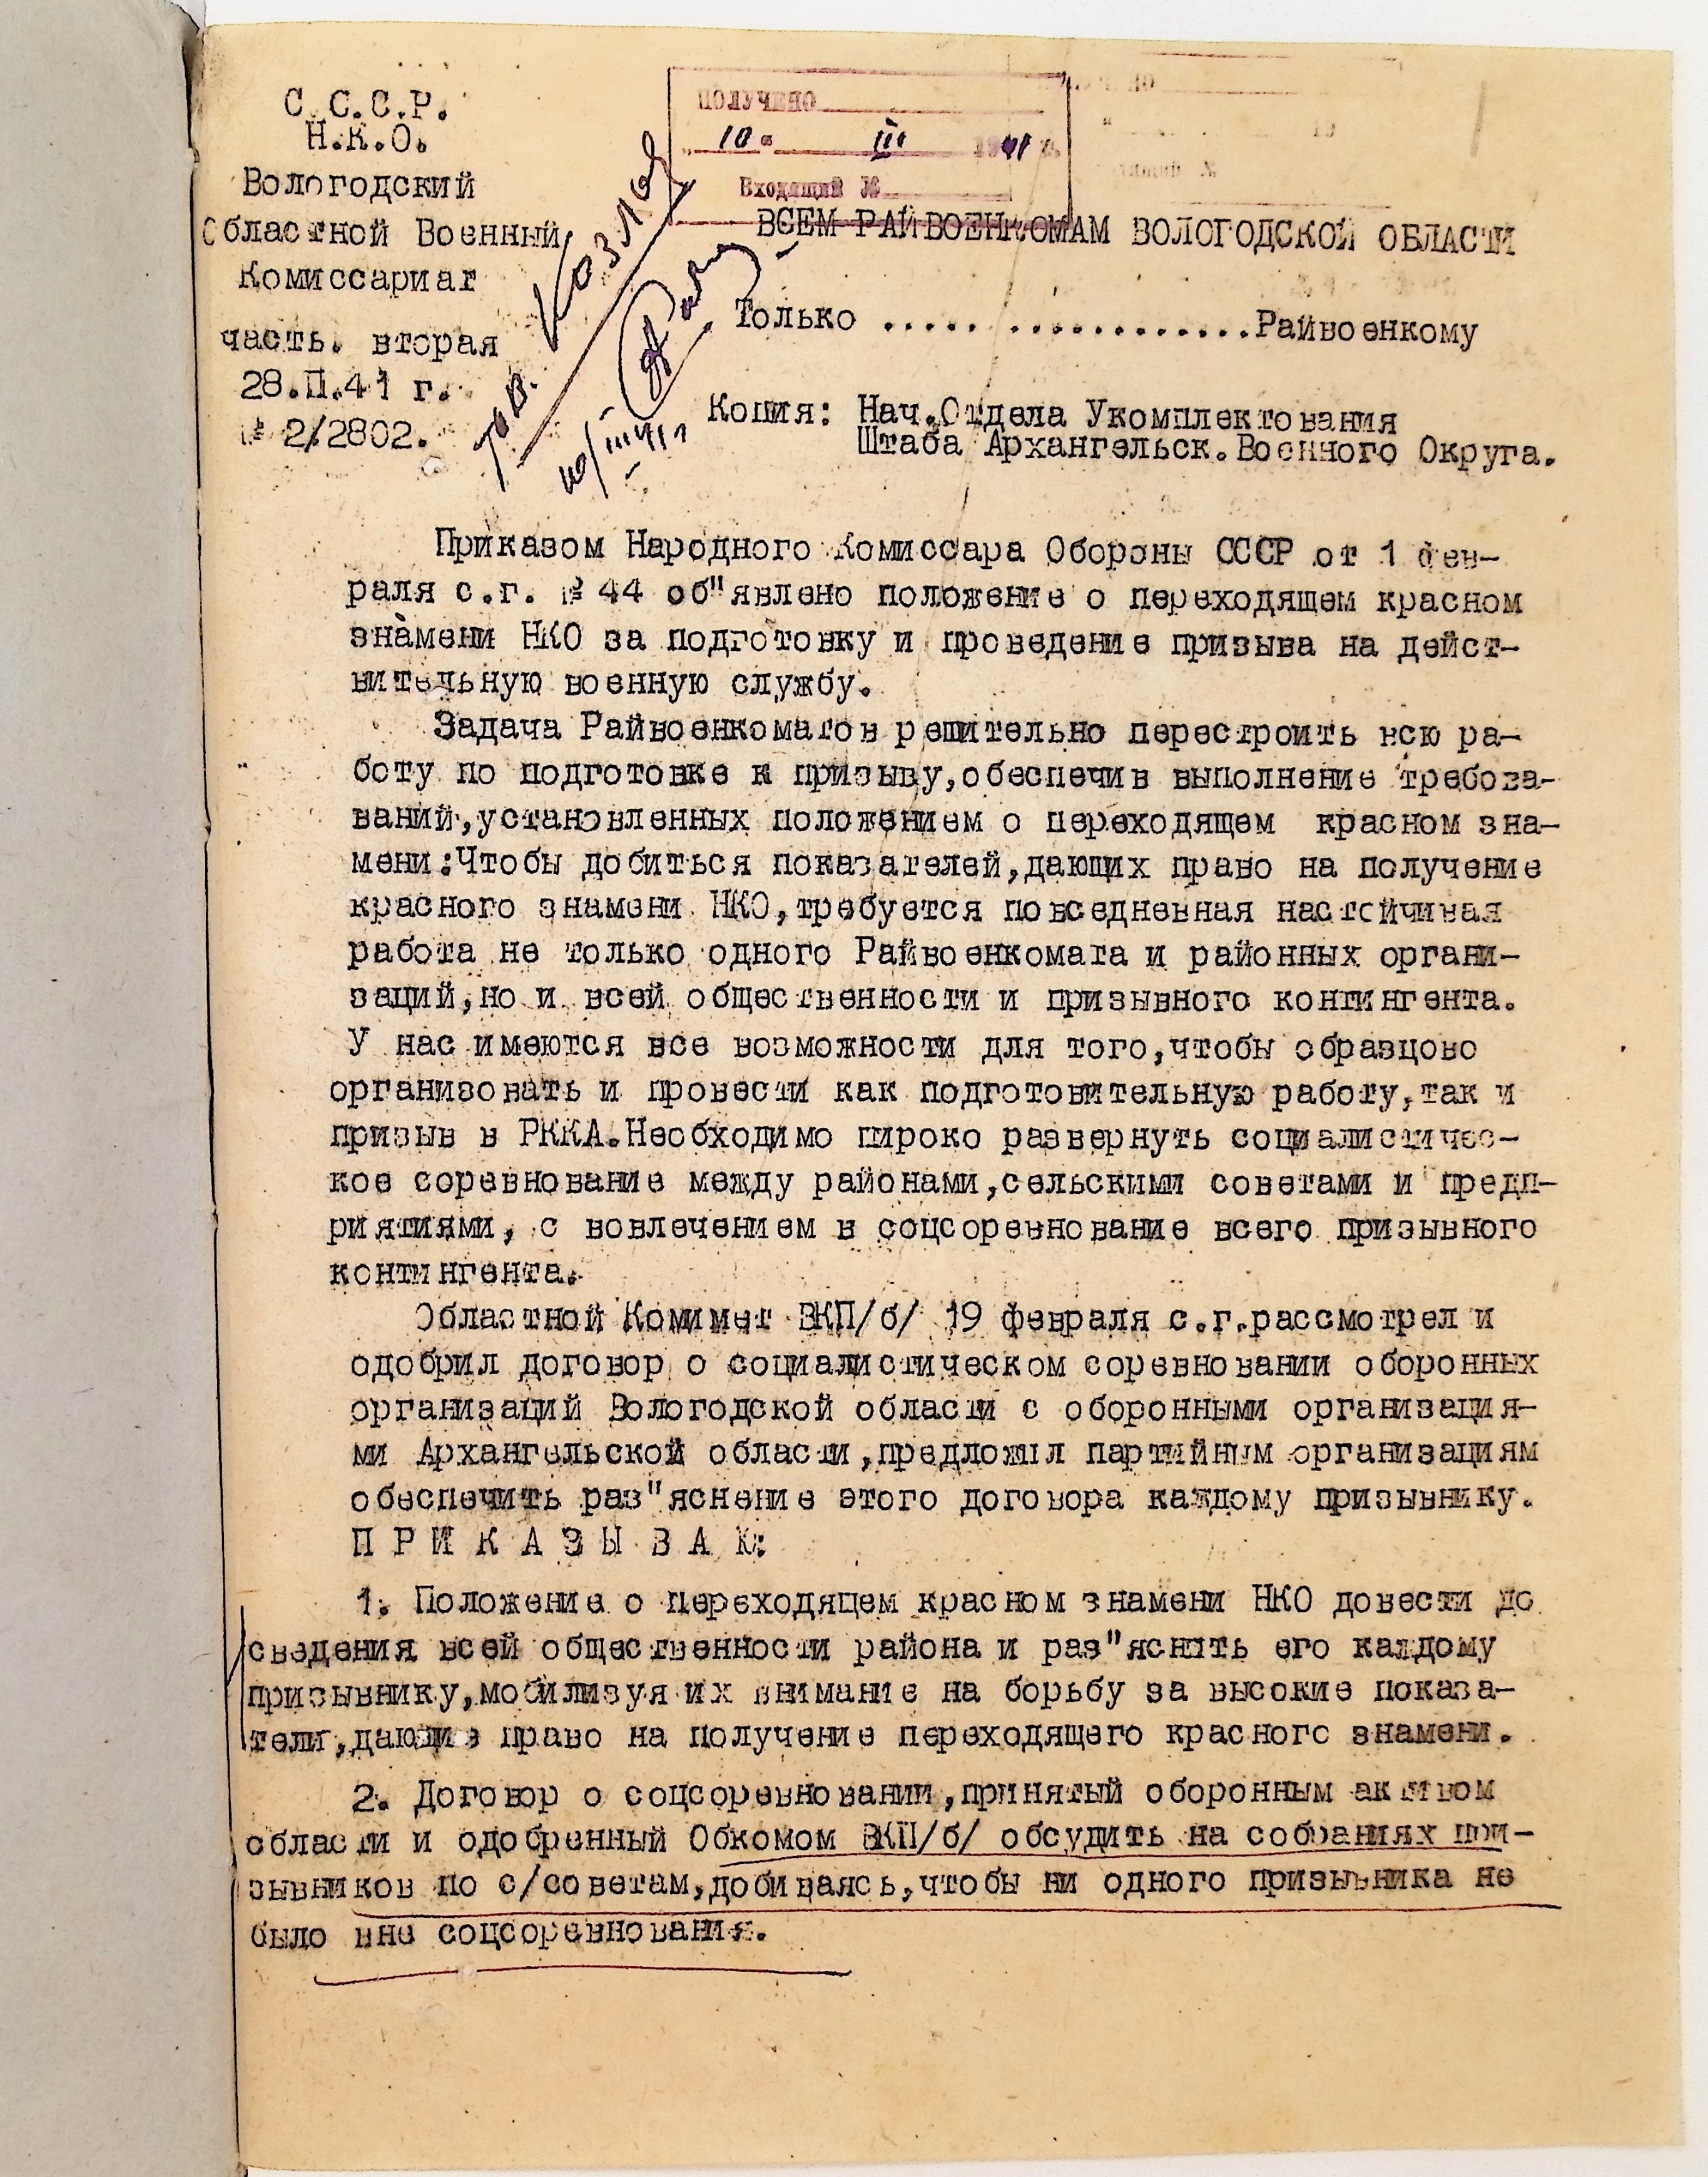 С.С.С.Р.
Н.К.О.
Вологодский
Областной Военный
Комиссариат
часть. вторая
28.П.41 г.
№ 2/2802.
ПОЛУЧЕНО
„10" III 1941 г.
Входящий №
тов. Козлов
10/III 41 г
ВСЕМ РАЙВОЕНКОМАМ ВОЛОГОДСКОЙ ОБЛАСТИ
Только ..... .............Райвоенкому
Копия: Нач.Отдела Укомплектования
Штаба Архангельск.Военного Округа.
Приказом Народного Комиссара Обороны СССР от 1 фев-
раля с.г. № 44 об"явлено положение о переходящем красном
знамени НКО за подготовку и проведение призыва на дейст-
вительную военную службу.
Задача Райвоенкоматов решительно перестроить всю ра-
боту по подготовке к призыву,обеспечив выполнение требова-
ваний,установленных положением о переходящем красном зна-
мени:Чтобы добиться показателей,дающих право на получение
красного знамени НКО,требуется повседневная настойчивая
работа не только одного Райвоенкомата и районных органи-
заций,но и всей общественности и призывного контингента.
У нас имеются все возможности для того,чтобы образцово
организовать и провести как подготовительную работу,так и
призыв в РККА.Необходимо широко развернуть социалистичес-
кое соревнование между районами,сельскими советами и предп-
риятиями, с вовлечением в соцсоревнование всего призывного
контингента.
Областной Комимет ВКП/б/ 19 февраля с.г.рассмотрел и
одобрил договор о социалистическом соревновании оборонных
организаций Вологодской области с оборонными организация-
ми Архангельской области,предложил партийным организациям
обеспечить раз"яснение этого договора каждому призывнику.
П Р И К А З Ы В А Ю:
1. Положение о переходящем красном знамени НКО довести до
сведения всей общественности района и раз"яснить его каждому
призывнику,мобилизуя их внимание на борьбу за высокие показа-
тели,дающие право на получение переходящего красного знамени.
2. Договор о соцсоревновании,принятый оборонным активом
области и одобренный Обкомом ВКП/б/ обсудить на собраниях при-
зывников по с/советам,добиваясь,чтобы ни одного призывника не
было вне соцсоревнования.